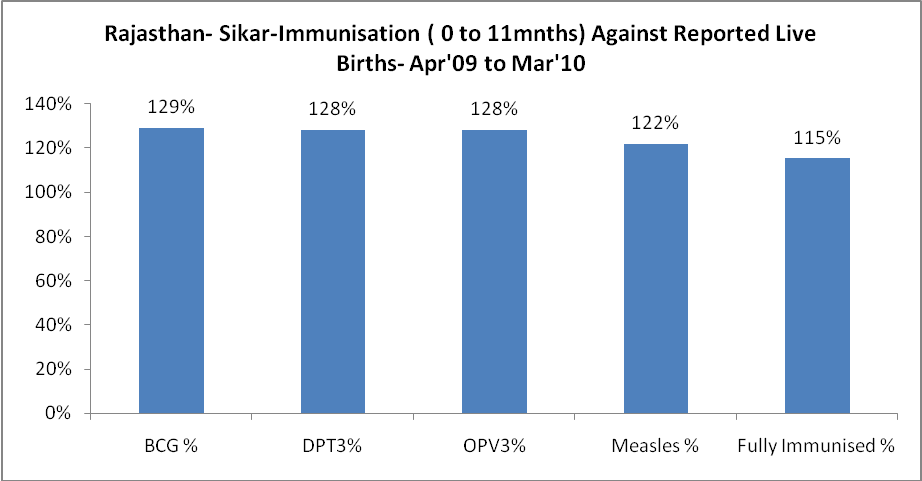 Rajasthan- Sikar-Immunisation ( 0 to 11mnths) Against Reported Live
Births- Apr'09 to Mar'10
140%
120%
100%
80%
60%
40%
20%
0%
129%
128%
128%
122%
115%
BCG %
DPT3%
OPV3%
Measles %
Fully Immunised %